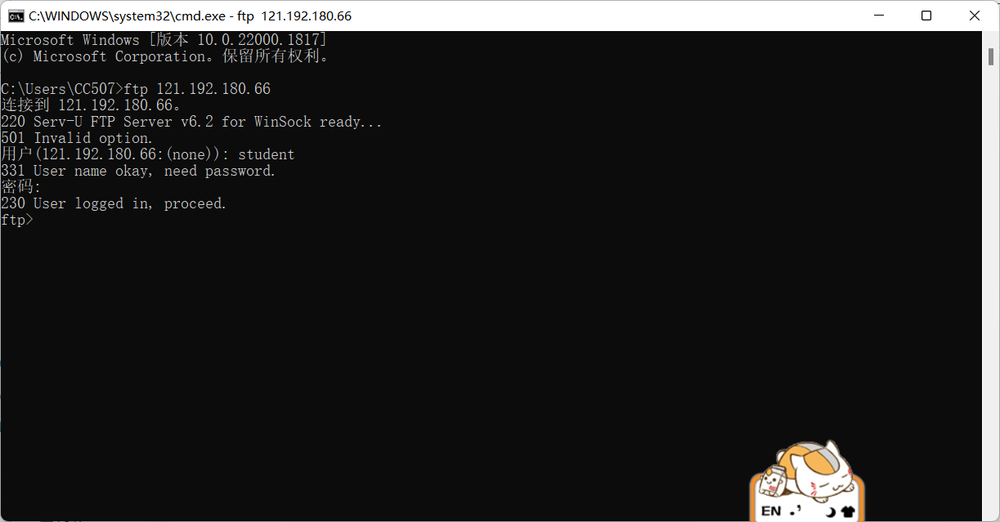 C:\WINDOWS\system32\cmd.exe - ftp  121.192.180.66
Microsoft Windows [版本 10.0.22000.1817]
(c) Microsoft Corporation。保留所有权利。
C:\Users\CC507>ftp 121.192.180.66
连接到 121.192.180.66。
220 Serv-U FTP Server v6.2 for WinSock ready...
501 Invalid option.
用户(121.192.180.66:(none)): student
331 User name okay, need password.
密码:
230 User logged in, proceed.
ftp>
EN